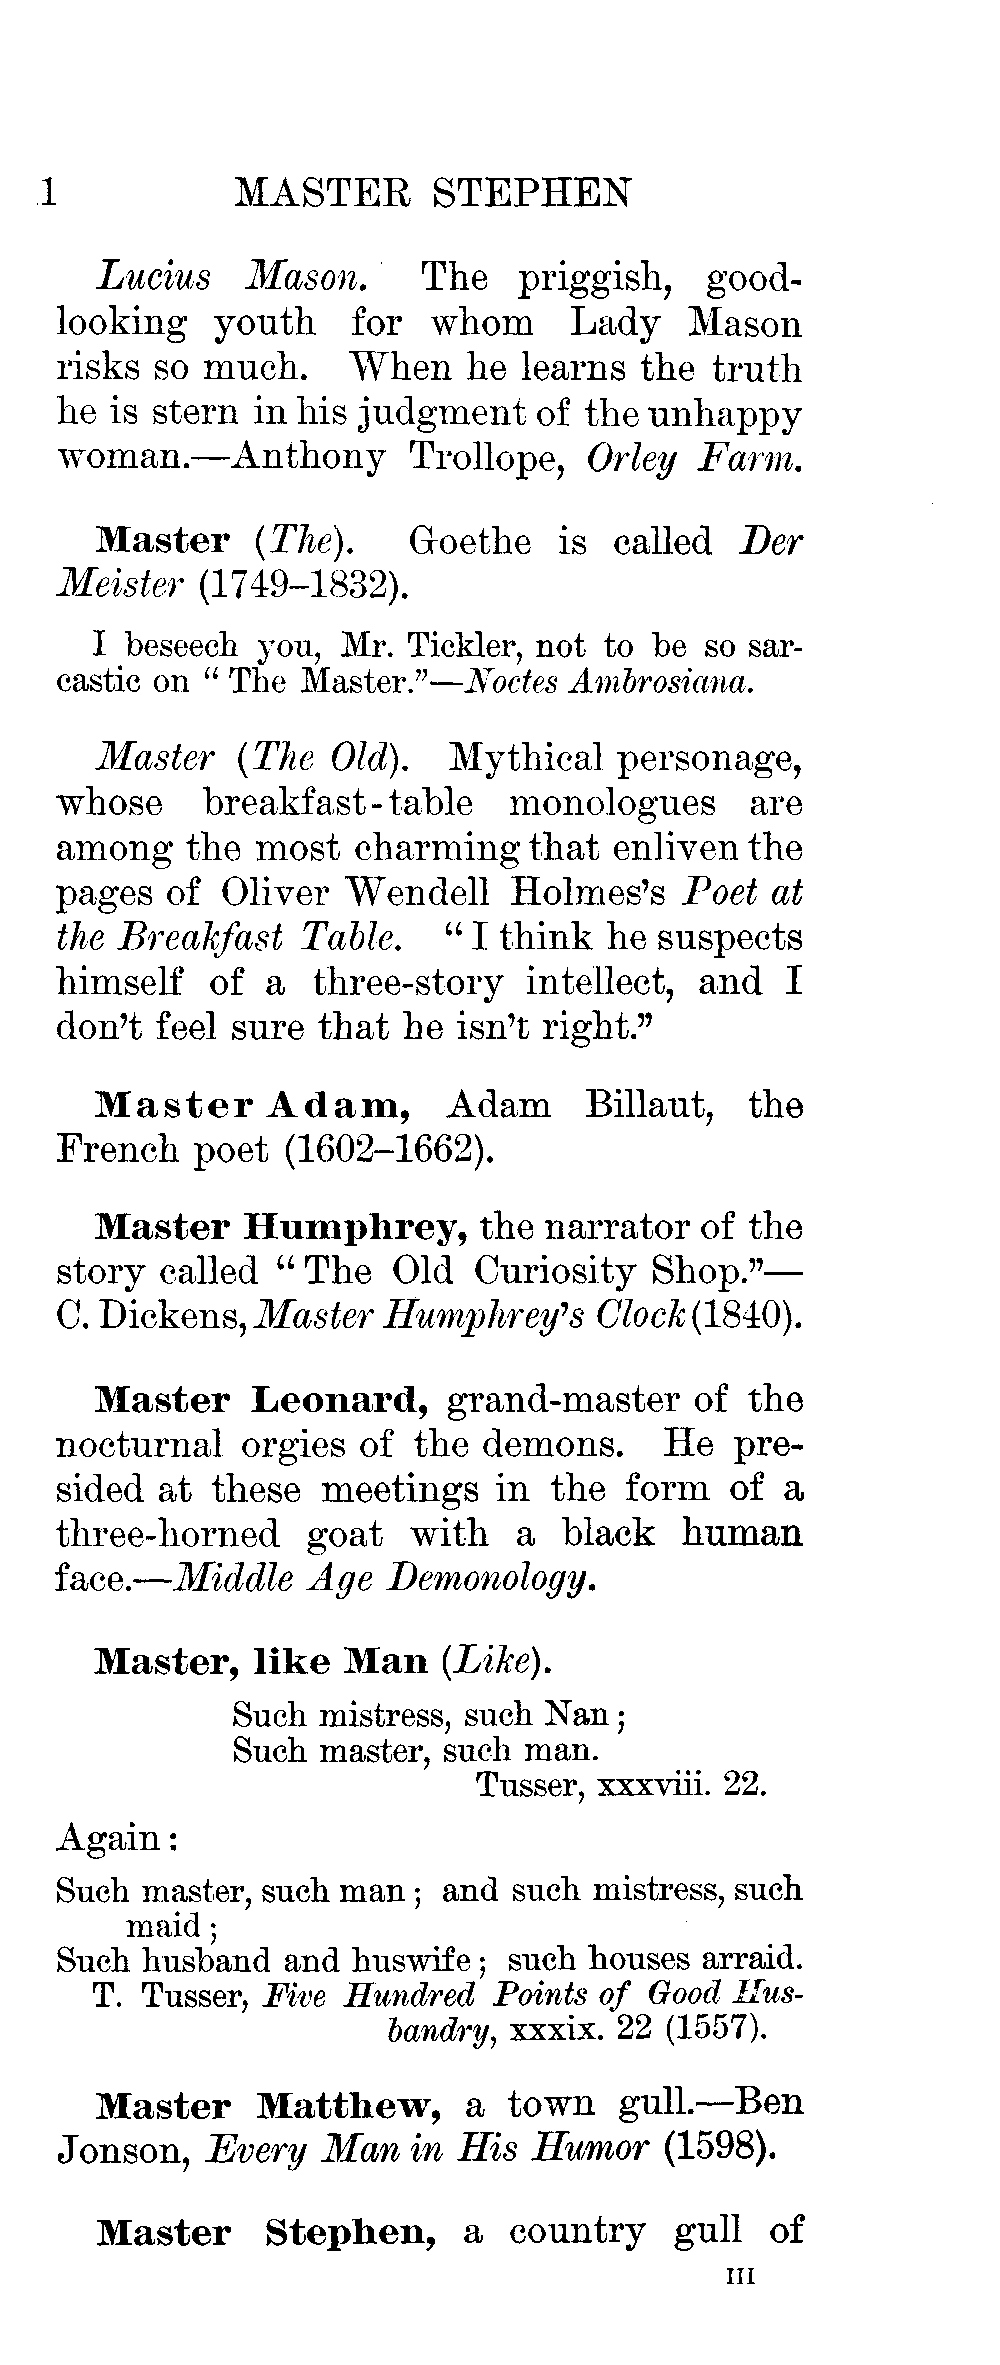 1 MASTER STEPHEN
Lucius Mason. The priggish, good-
looking youth for whom Lady Mason
risks so much. When he learns the truth
he is stern in his judgment of the unhappy
woman.—Anthony Trollope, Orley Farm.
Master (The). Goethe is called Der
Meister (1749–1832).
I beseech you, Mr. Tickler, not to be so sar-
castic on “The Master.”—Noctes Ambrosiana.
Master (The Old). Mythical personage,
whose breakfast-table monologues are
among the most charming that enliven the
pages of Oliver Wendell Holmes’s Poet at
the Breakfast Table. “I think he suspects
himself of a three-story intellect, and I
don’t feel sure that he isn’t right.”
Master Adam, Adam Billaut, the
French poet (1602–1662).
Master Humphrey, the narrator of the
story called “The Old Curiosity Shop.”—
C. Dickens, Master Humphrey’s Clock (1840).
Master Leonard, grand-master of the
nocturnal orgies of the demons. He pre-
sided at these meetings in the form of a
three-horned goat with a black human
face.—Middle Age Demonology.
Master, like Man (Like).
Such mistress, such Nan;
Such master, such man.
Tusser, xxxviii. 22.
Again:
Such master, such man; and such mistress, such
maid;
Such husband and huswife; such houses arraid.
T. Tusser, Five Hundred Points of Good Hus-
bandry, xxxix. 22 (1557).
Master Matthew, a town gull.—Ben
Jonson, Every Man in His Humor (1598).
Master Stephen, a country gull of
III